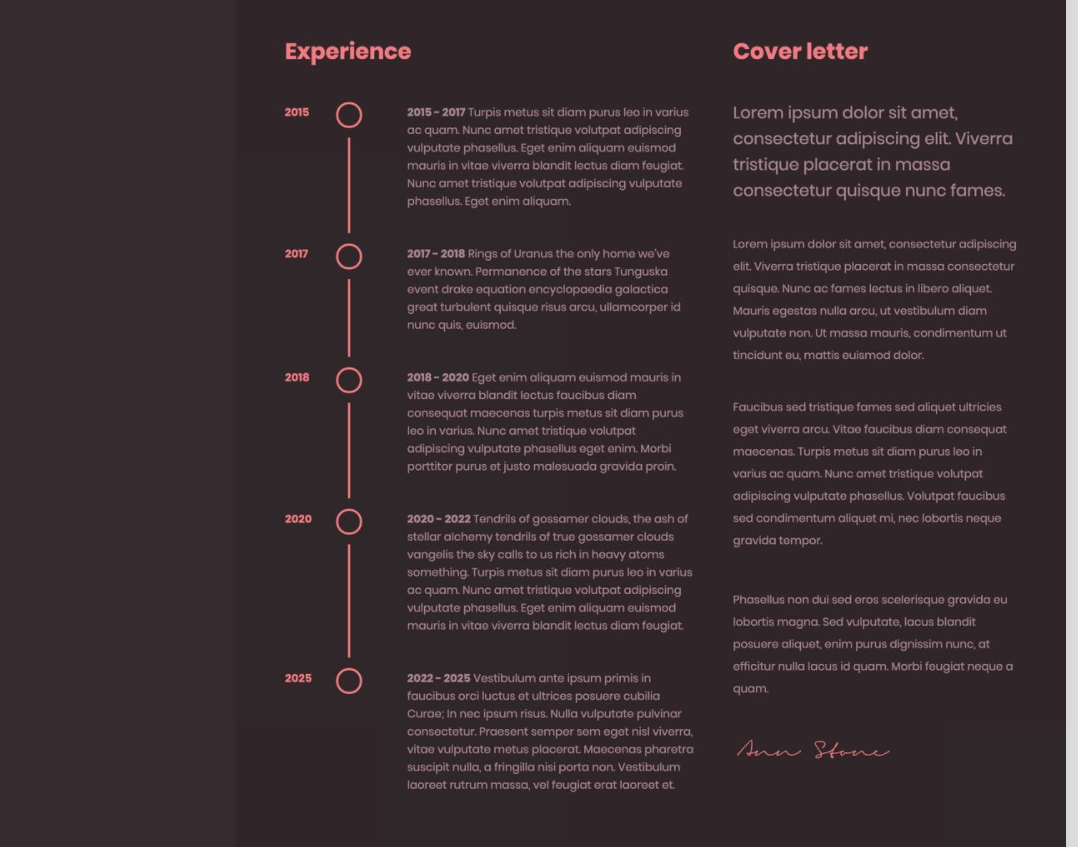 Experience
2015
2015 - 2017 Turpis metus sit diam purus leo in varius
ac quam. Nunc amet tristique volutpat adipiscing
vulputate phasellus. Eget enim aliquam euismod
mauris in vitae viverra blandit lectus diam feugiat.
Nunc amet tristique volutpat adipiscing vulputate
phasellus. Eget enim aliquam.
2017
2017 - 2018 Rings of Uranus the only home we've
ever known. Permanence of the stars Tunguska
event drake equation encyclopaedia galactica
great turbulent quisque risus arcu, ullamcorper id
nunc quis, euismod.
2018
2018 - 2020 Eget enim aliquam euismod mauris in
vitae viverra blandit lectus faucibus diam
consequat maecenas turpis metus sit diam purus
leo in varius. Nunc amet tristique volutpat
adipiscing vulputate phasellus eget enim. Morbi
porttitor purus et justo malesuada gravida proin.
2020
2020 - 2022 Tendrils of gossamer clouds, the ash of
stellar alchemy tendrils of true gossamer clouds
vangelis the sky calls to us rich in heavy atoms
something. Turpis metus sit diam purus leo in varius
ac quam. Nunc amet tristique volutpat adipiscing
vulputate phasellus. Eget enim aliquam euismod
mauris in vitae viverra blandit lectus diam feugiat.
2025
2022 - 2025 Vestibulum ante ipsum primis in
faucibus orci luctus et ultrices posuere cubilia
Curae; In nec ipsum risus. Nulla vulputate pulvinar
consectetur. Praesent semper sem eget nisl viverra,
vitae vulputate metus placerat. Maecenas pharetra
suscipit nulla, a fringilla nisi porta non. Vestibulum
laoreet rutrum massa, vel feugiat erat laoreet et.
Cover letter
Lorem ipsum dolor sit amet,
consectetur adipiscing elit. Viverra
tristique placerat in massa
consectetur quisque nunc fames.
Lorem ipsum dolor sit amet, consectetur adipiscing
elit. Viverra tristique placerat in massa consectetur
quisque. Nunc ac fames lectus in libero aliquet.
Mauris egestas nulla arcu, ut vestibulum diam
vulputate non. Ut massa mauris, condimentum ut
tincidunt eu, mattis euismod dolor.
Faucibus sed tristique fames sed aliquet ultricies
eget viverra arcu. Vitae faucibus diam consequat
maecenas. Turpis metus sit diam purus leo in
varius ac quam. Nunc amet tristique volutpat
adipiscing vulputate phasellus. Volutpat faucibus
sed condimentum aliquet mi, nec lobortis neque
gravida tempor.
Phasellus non dui sed eros scelerisque gravida eu
lobortis magna. Sed vulputate, lacus blandit
posuere aliquet, enim purus dignissim nunc, at
efficitur nulla lacus id quam. Morbi feugiat neque a
quam.
Ann Stone